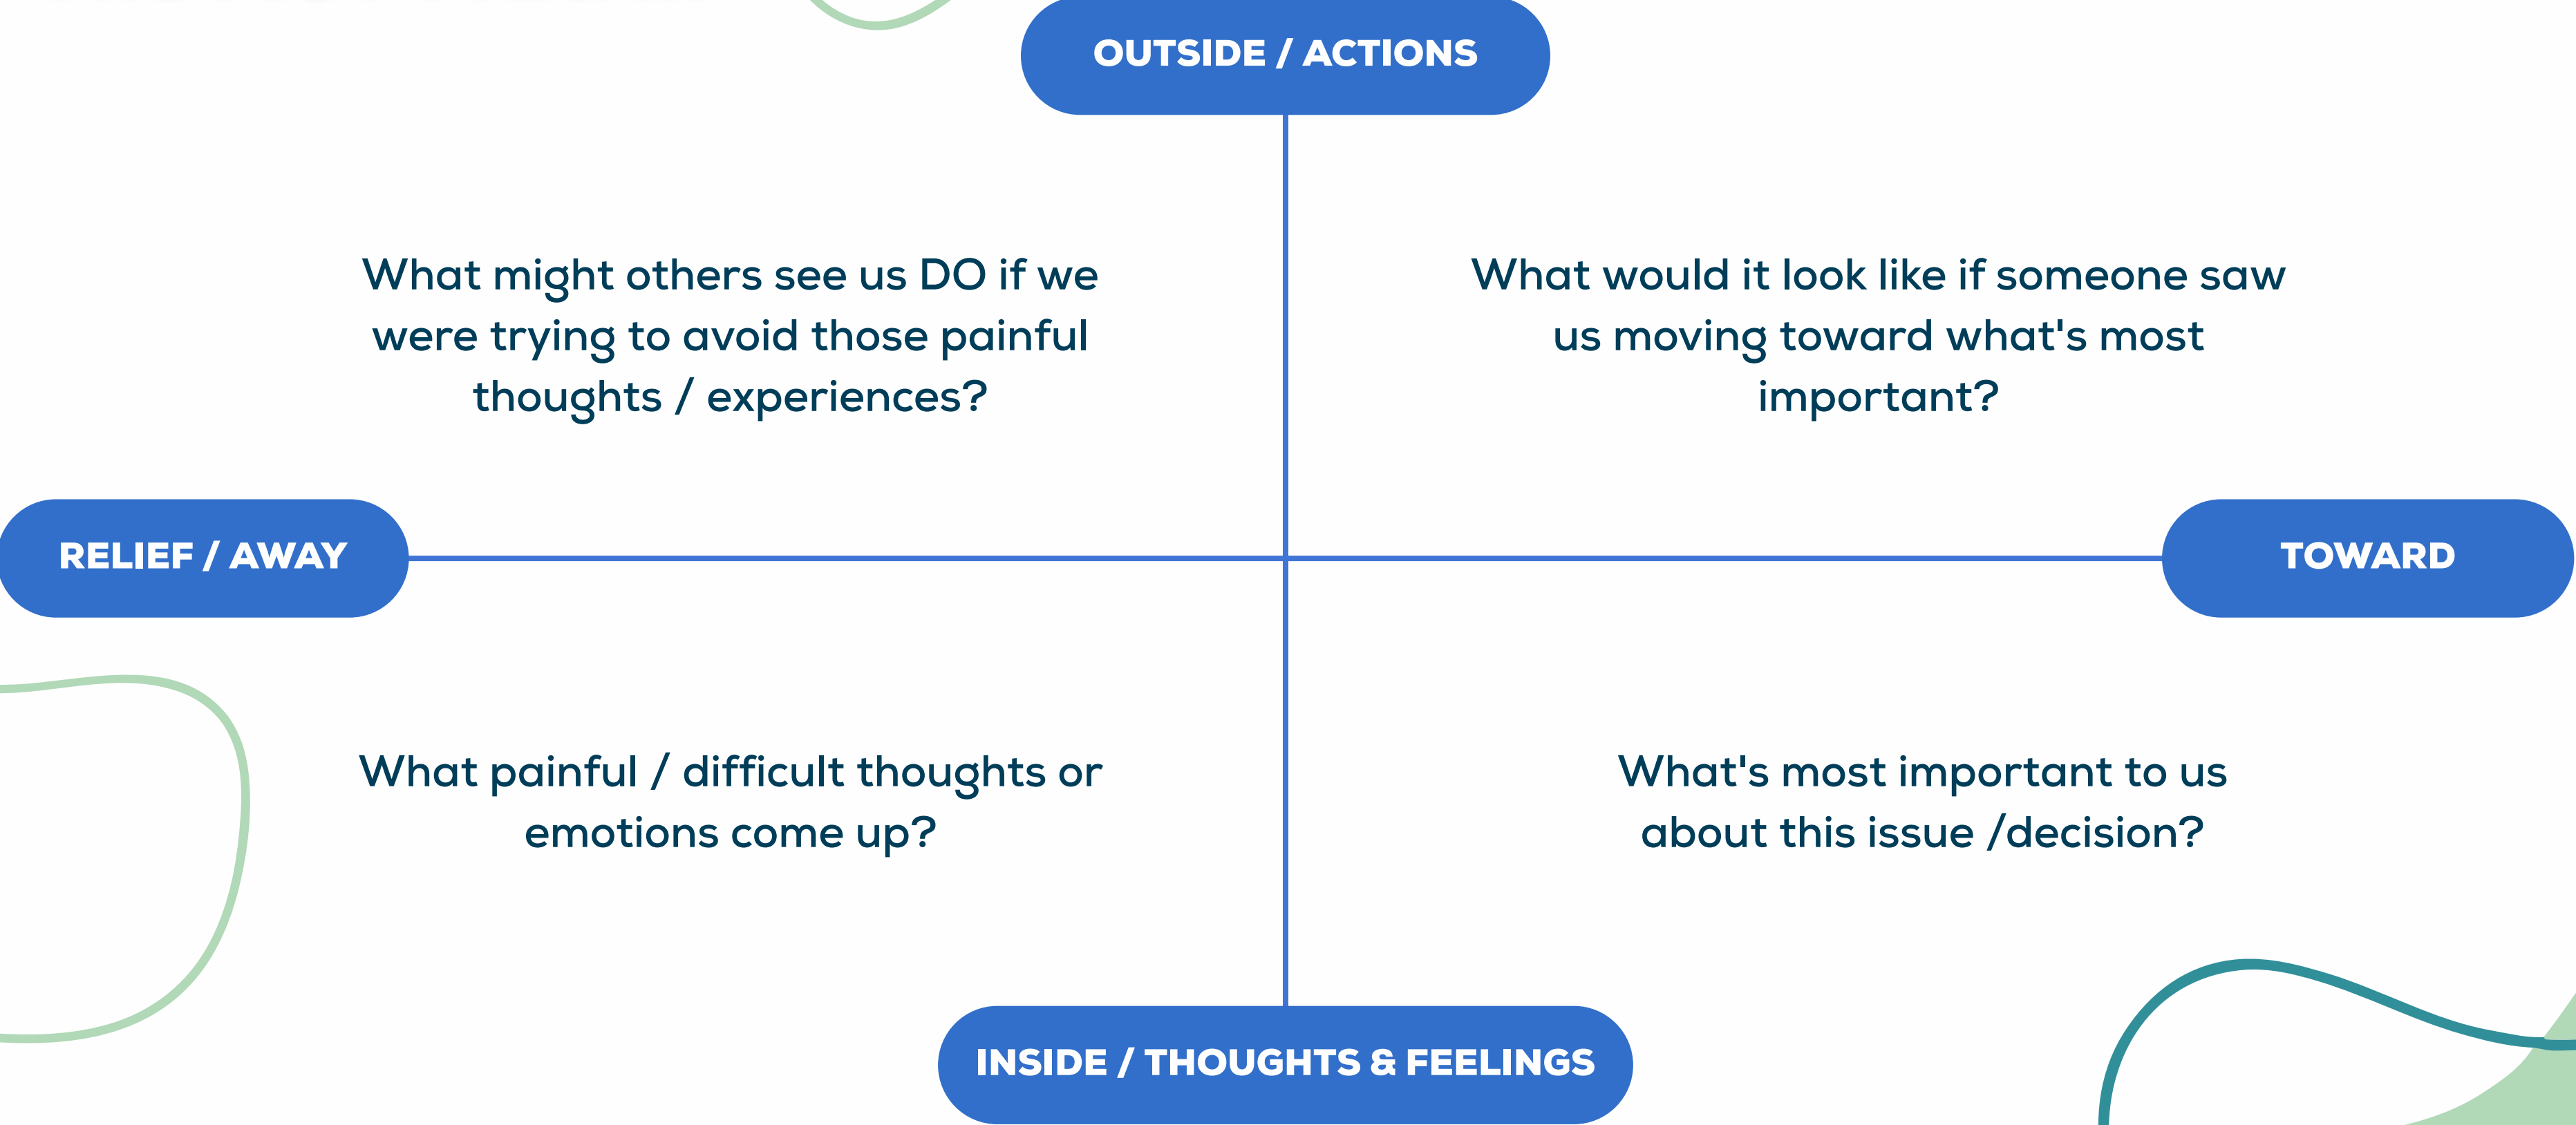 OUTSIDE / ACTIONS
What might others see us DO if we
were trying to avoid those painful
thoughts / experiences?
What would it look like if someone saw
us moving toward what's most
important?
RELIEF / AWAY
TOWARD
What painful / difficult thoughts or
emotions come up?
What's most important to us
about this issue /decision?
INSIDE / THOUGHTS & FEELINGS